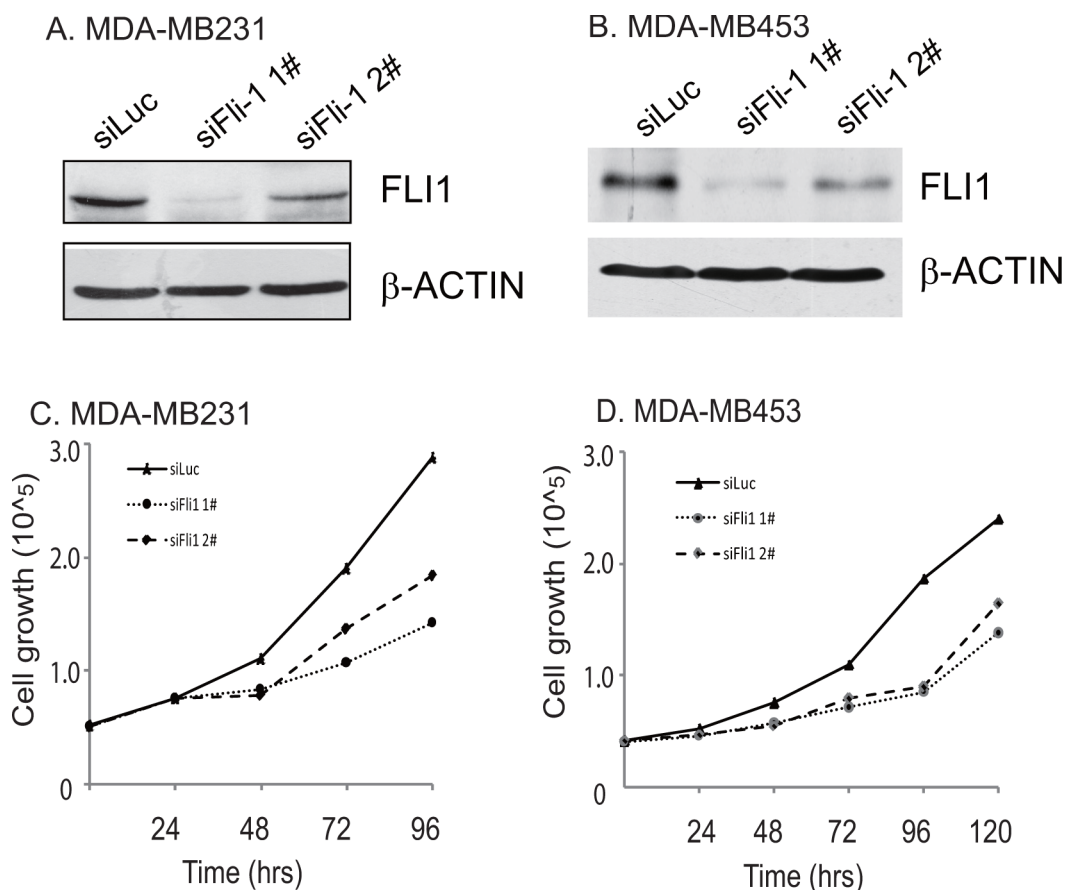 A. MDA-MB231
siLuc
siFli-1 1#
siFli-1 2#
FLI1
β-ACTIN
B. MDA-MB453
siLuc
siFli-1 1#
siFli-1 2#
FLI1
β-ACTIN
C. MDA-MB231
3.0
2.0
1.0
0
Cell growth (10^5)
siLuc
siFli1 1#
siFli1 2#
24 48 72 96
Time (hrs)
D. MDA-MB453
3.0
2.0
1.0
0
Cell growth (10^5)
siLuc
siFli1 1#
siFli1 2#
24 48 72 96 120
Time (hrs)